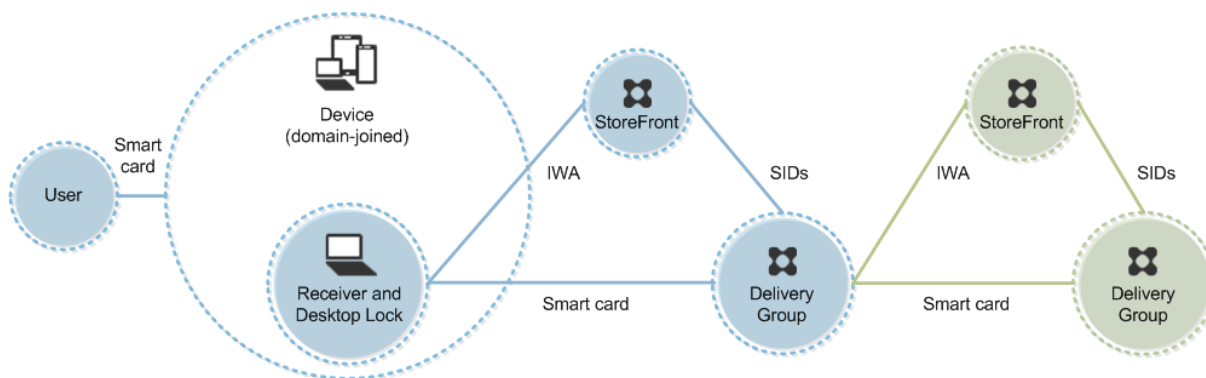 User
Smart
card
Device
(domain-joined)
Receiver and
Desktop Lock
IWA
StoreFront
SIDs
Smart card
Delivery
Group
IWA
StoreFront
SIDs
Smart card
Delivery
Group